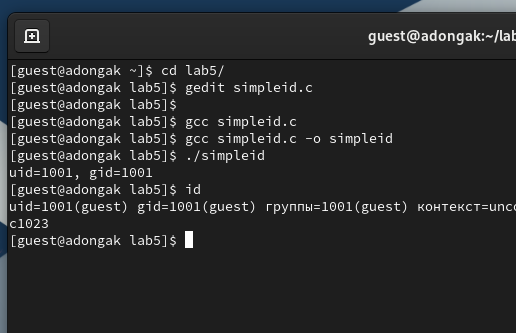 guest@adongak:~/lab
[guest@adongak ~]$ cd lab5/
[guest@adongak lab5]$ gedit simpleid.c
[guest@adongak lab5]$
[guest@adongak lab5]$ gcc simpleid.c
[guest@adongak lab5]$ gcc simpleid.c -o simpleid
[guest@adongak lab5]$ ./simpleid
uid=1001, gid=1001
[guest@adongak lab5]$ id
uid=1001(guest) gid=1001(guest) группы=1001(guest) контекст=unco
c1023
[guest@adongak lab5]$